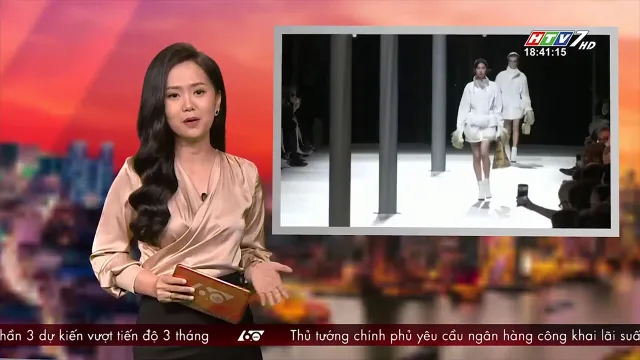 HTV7 HD
18:41:15
hần 3 dự kiến vượt tiến độ 3 tháng 60 Thủ tướng chính phủ yêu cầu ngân hàng công khai lãi suấ